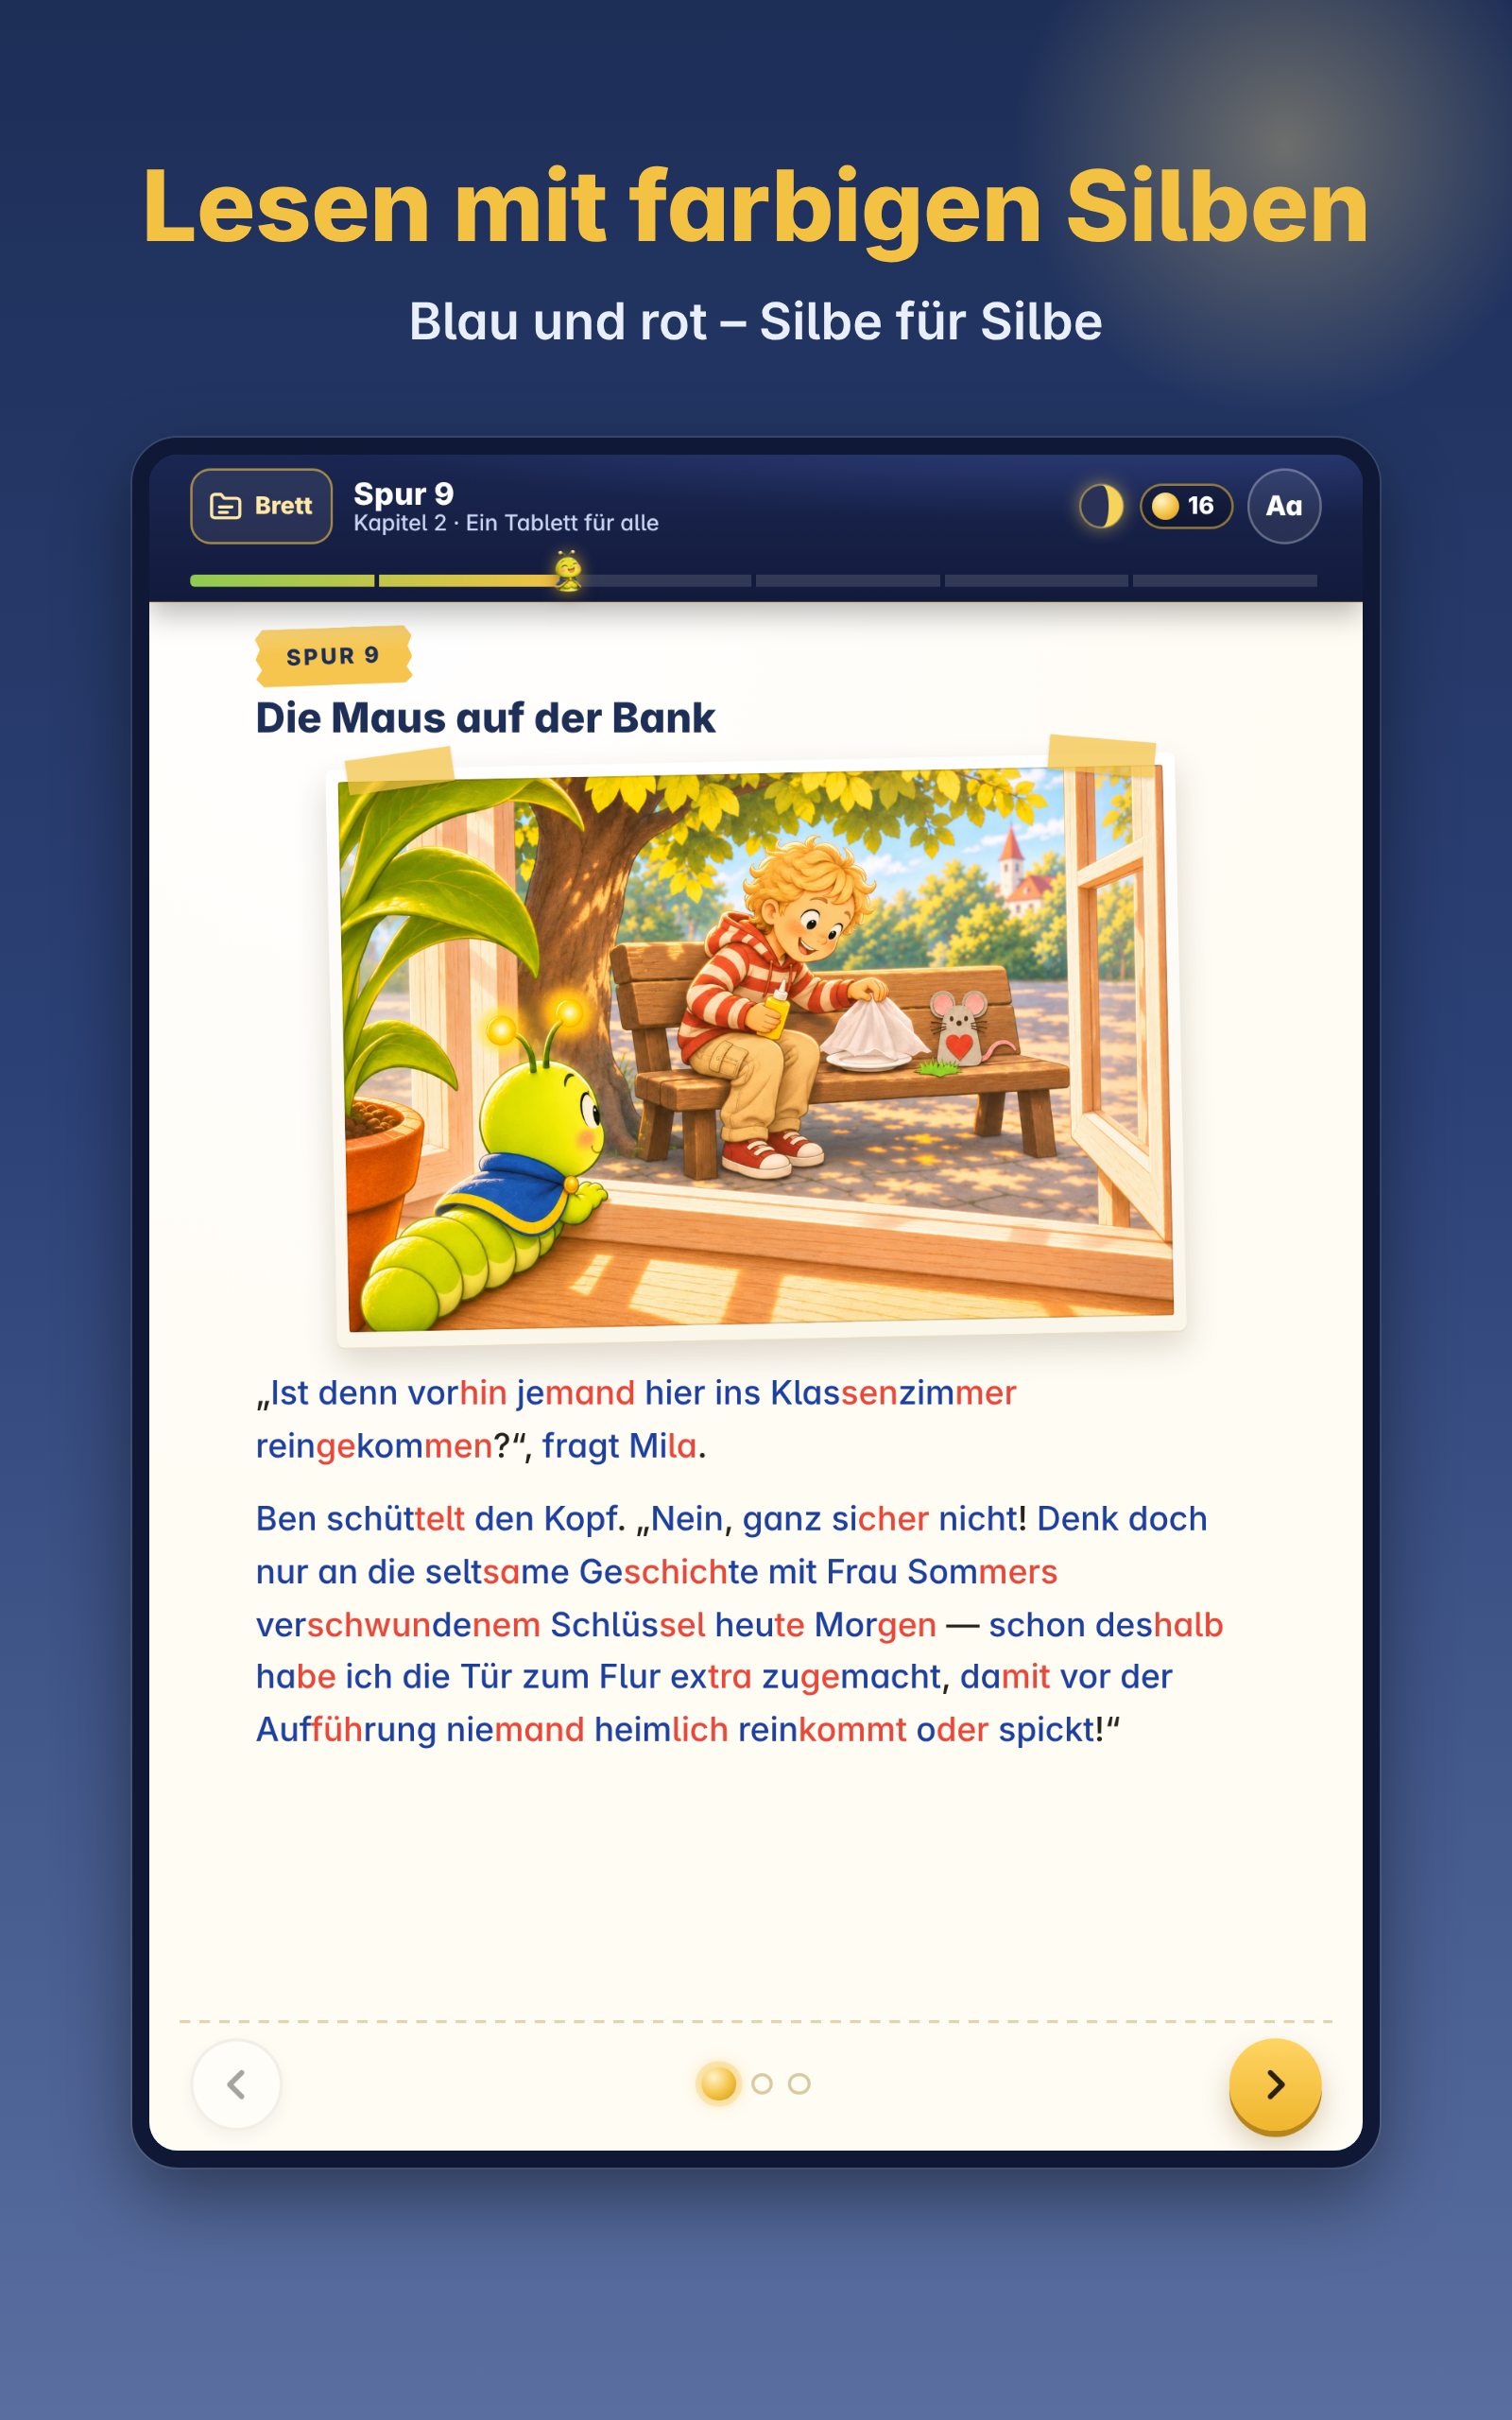 Lesen mit farbigen Silben
Blau und rot – Silbe für Silbe
Brett
Spur 9
Kapitel 2 · Ein Tablett für alle
16
Aa
SPUR 9
Die Maus auf der Bank
„Ist denn vorhin jemand hier ins Klassenzimmer
reingekommen?“, fragt Mila.
Ben schüttelt den Kopf. „Nein, ganz sicher nicht! Denk doch
nur an die seltsame Geschichte mit Frau Sommers
verschwundenem Schlüssel heute Morgen — schon deshalb
habe ich die Tür zum Flur extra zugemacht, damit vor der
Aufführung niemand heimlich reinkommt oder spickt!“